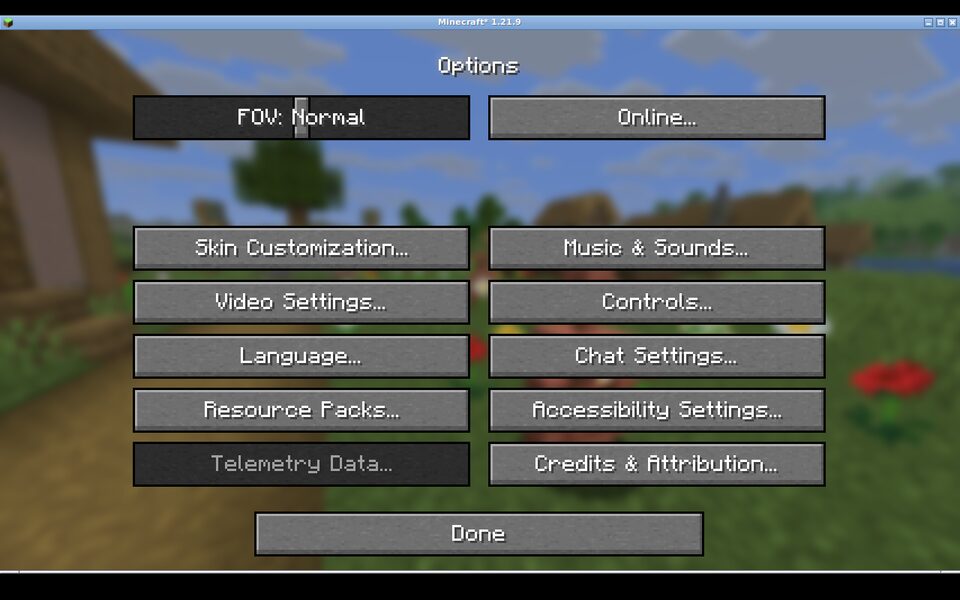 Minecraft* 1.21.9
Options
FOV: Normal
Online...
Skin Customization...
Music & Sounds...
Video Settings...
Controls...
Language...
Chat Settings...
Resource Packs...
Accessibility Settings...
Telemetry Data...
Credits & Attribution...
Done